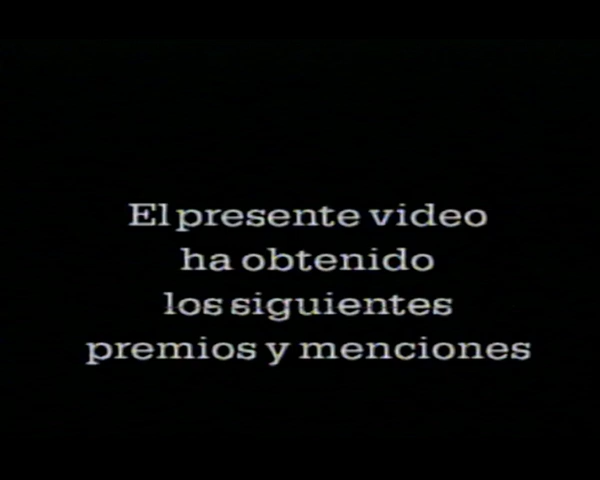 El presente video
ha obtenido
los siguientes
premios y menciones